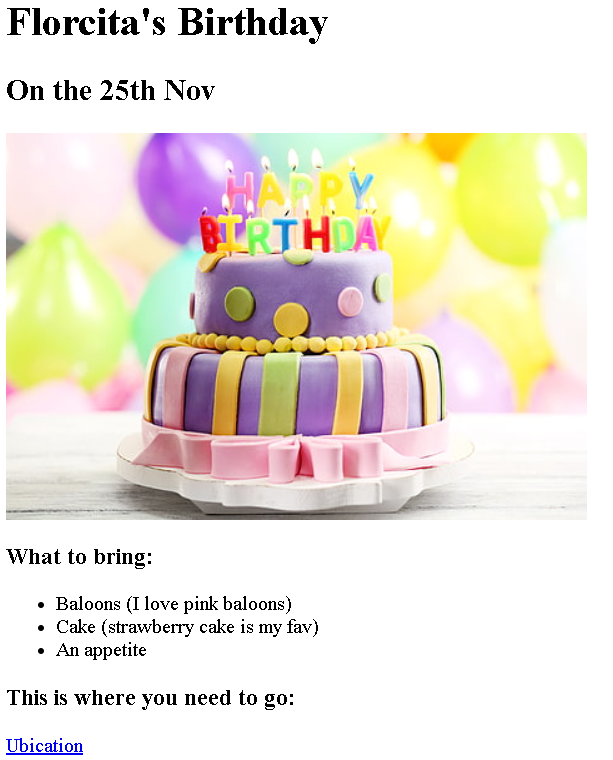 Florcita's Birthday
On the 25th Nov
HAPPY
BIRTHDAY
What to bring:
Baloons (I love pink baloons)
Cake (strawberry cake is my fav)
An appetite
This is where you need to go:
Ubication